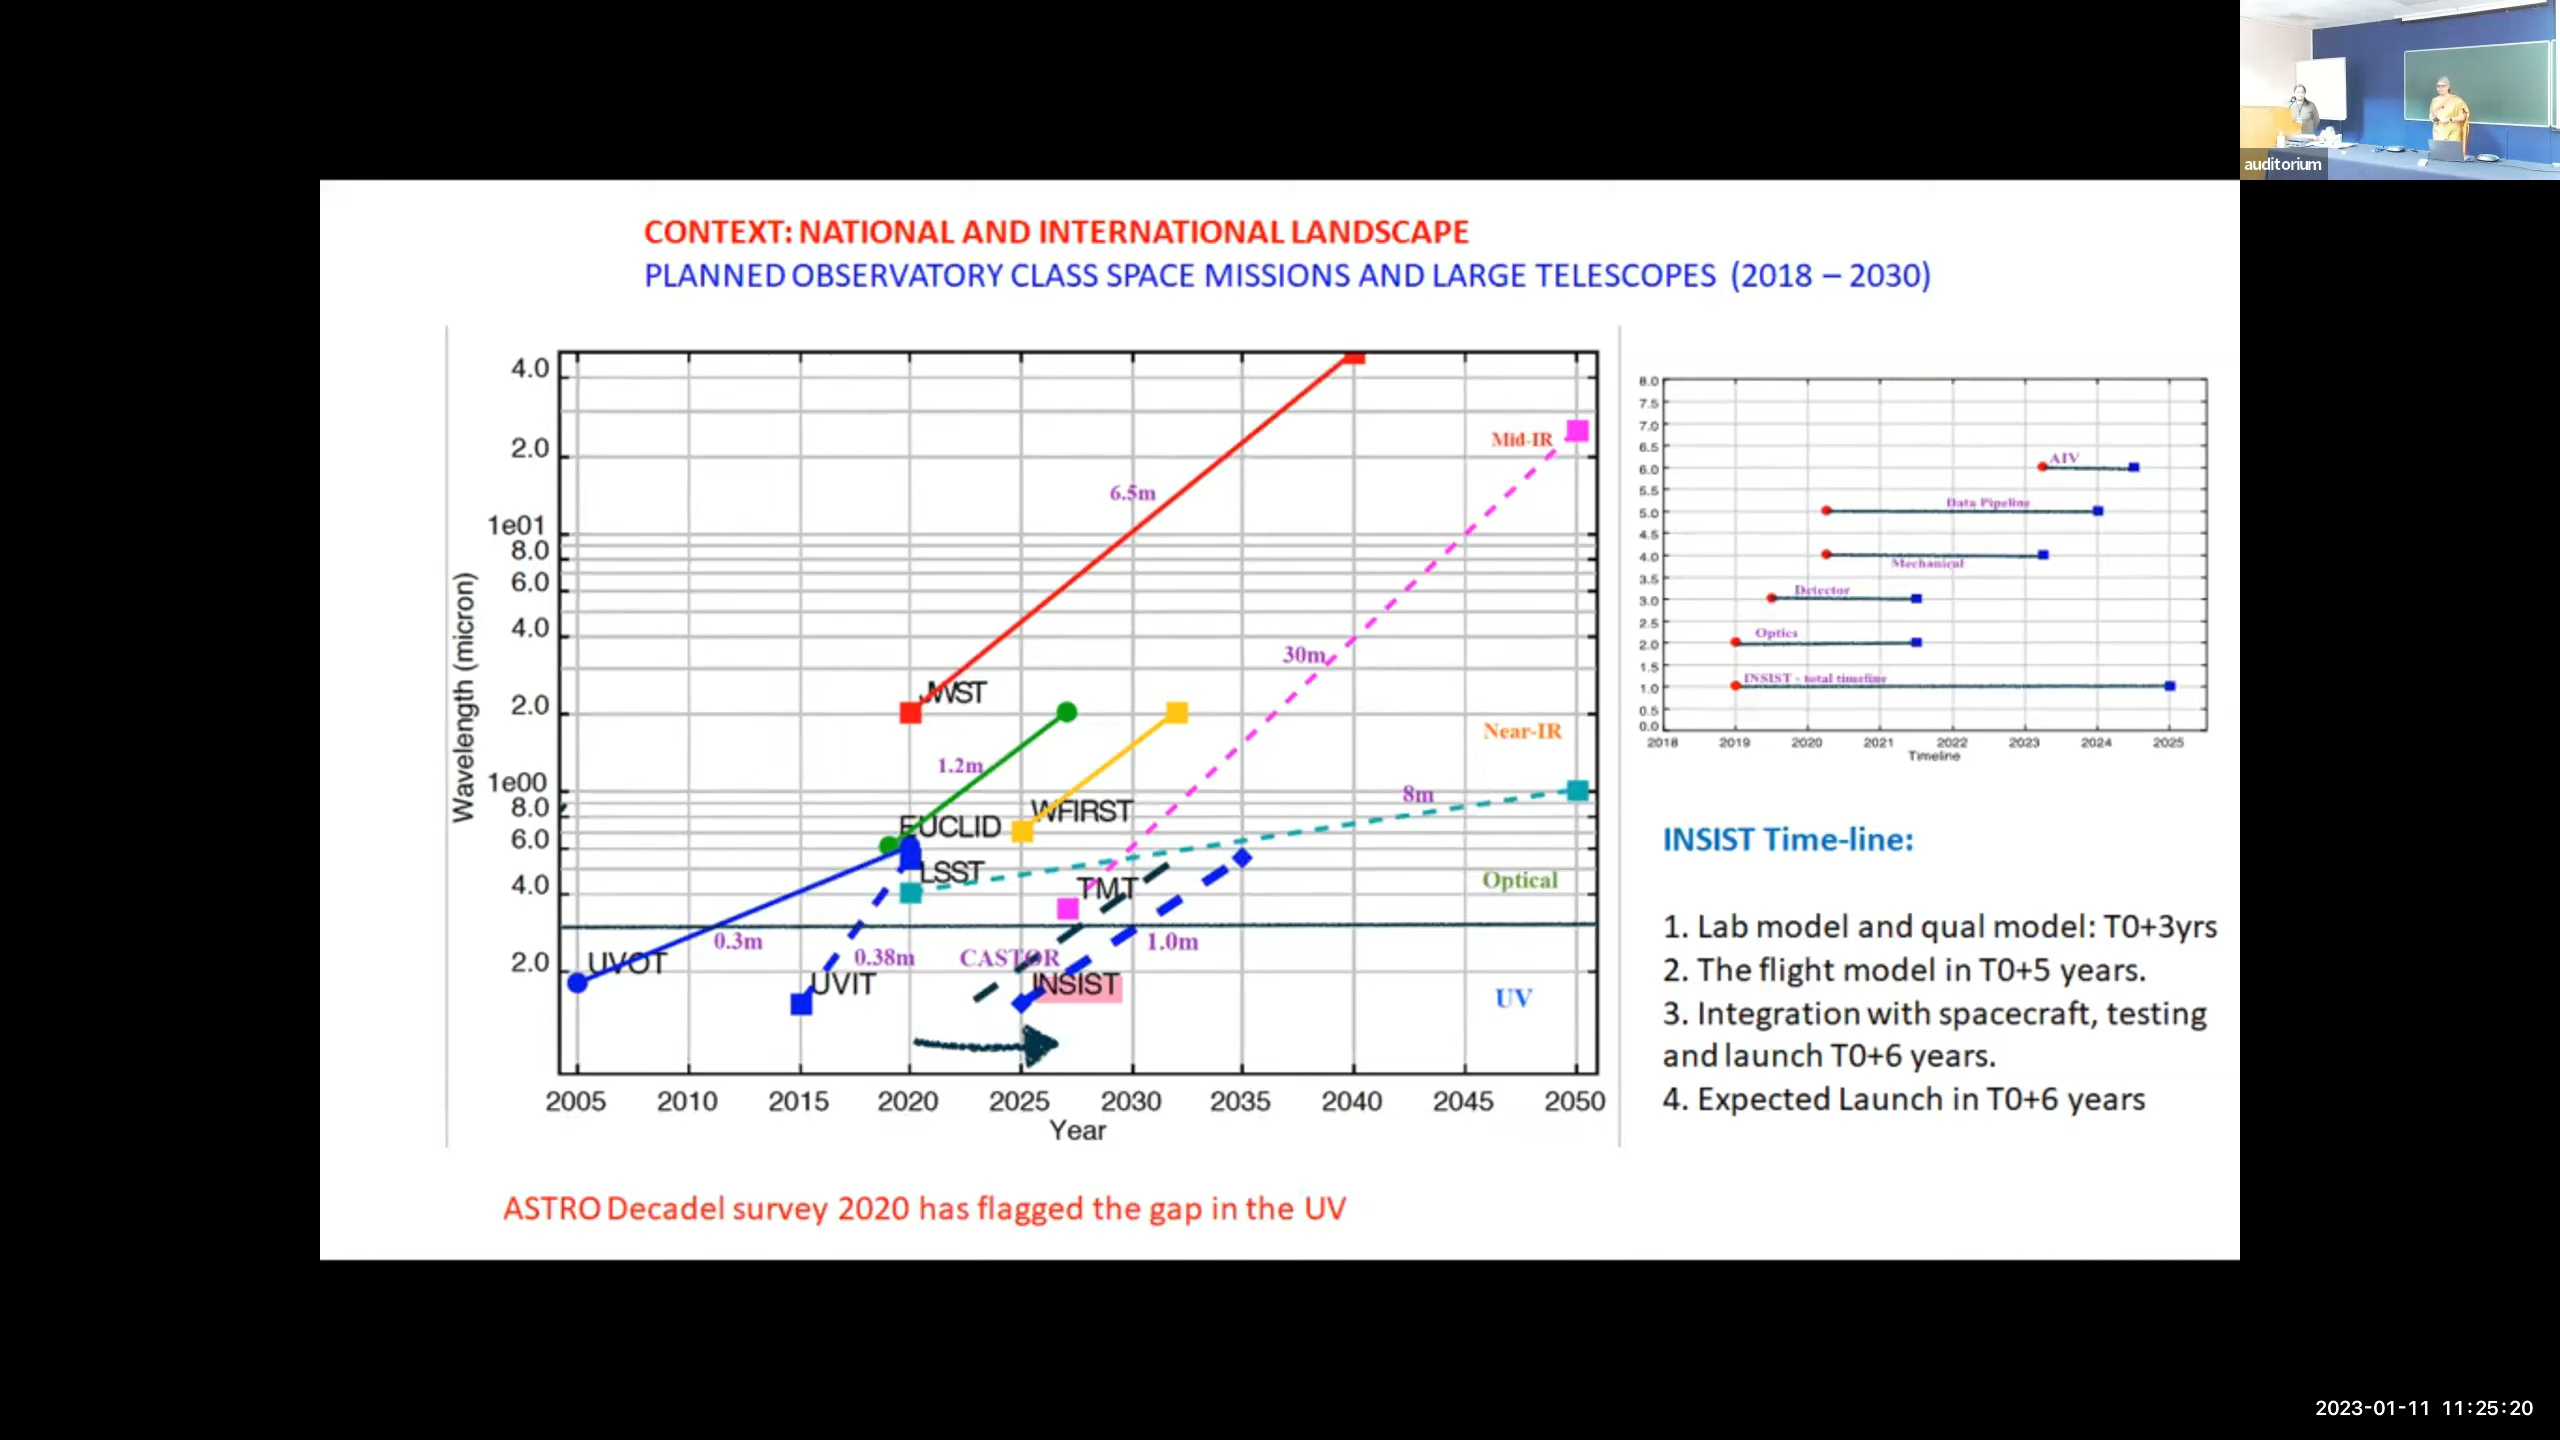 auditorium
CONTEXT: NATIONAL AND INTERNATIONAL LANDSCAPE
PLANNED OBSERVATORY CLASS SPACE MISSIONS AND LARGE TELESCOPES (2018 – 2030)
4.0
2.0
1e01
8.0
6.0
4.0
2.0
1e00
8.0
6.0
4.0
2.0
Wavelength (micron)
Mid-IR
6.5m
30m
JWST
Near-IR
1.2m
8m
WFIRST
EUCLID
LSST
TMT
Optical
0.3m
0.38m
CASTOR
1.0m
UVOT
UVIT
INSIST
UV
2005 2010 2015 2020 2025 2030 2035 2040 2045 2050
Year
8.0
7.5
7.0
6.5
6.0
5.5
5.0
4.5
4.0
3.5
3.0
2.5
2.0
1.5
1.0
0.5
0.0
AIV
Data Pipeline
Mechanical
Detector
Optics
INSIST - total timeline
2018 2019 2020 2021 2022 2023 2024 2025
Timeline
INSIST Time-line:
1. Lab model and qual model: T0+3yrs
2. The flight model in T0+5 years.
3. Integration with spacecraft, testing
and launch T0+6 years.
4. Expected Launch in T0+6 years
ASTRO Decadel survey 2020 has flagged the gap in the UV
2023-01-11 11:25:20